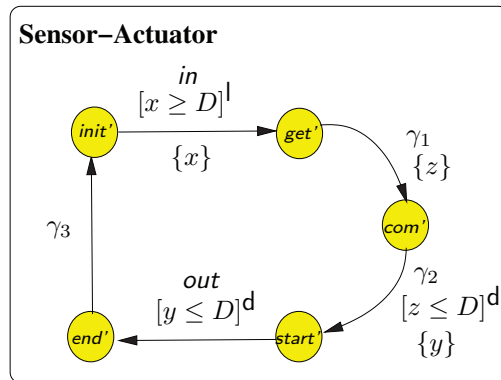 Sensor–Actuator
in
[x ≥ D]^l
init'
get'
{x}
γ₁
{z}
com'
γ₃
γ₂
out
[y ≤ D]^d
[z ≤ D]^d
{y}
end'
start'